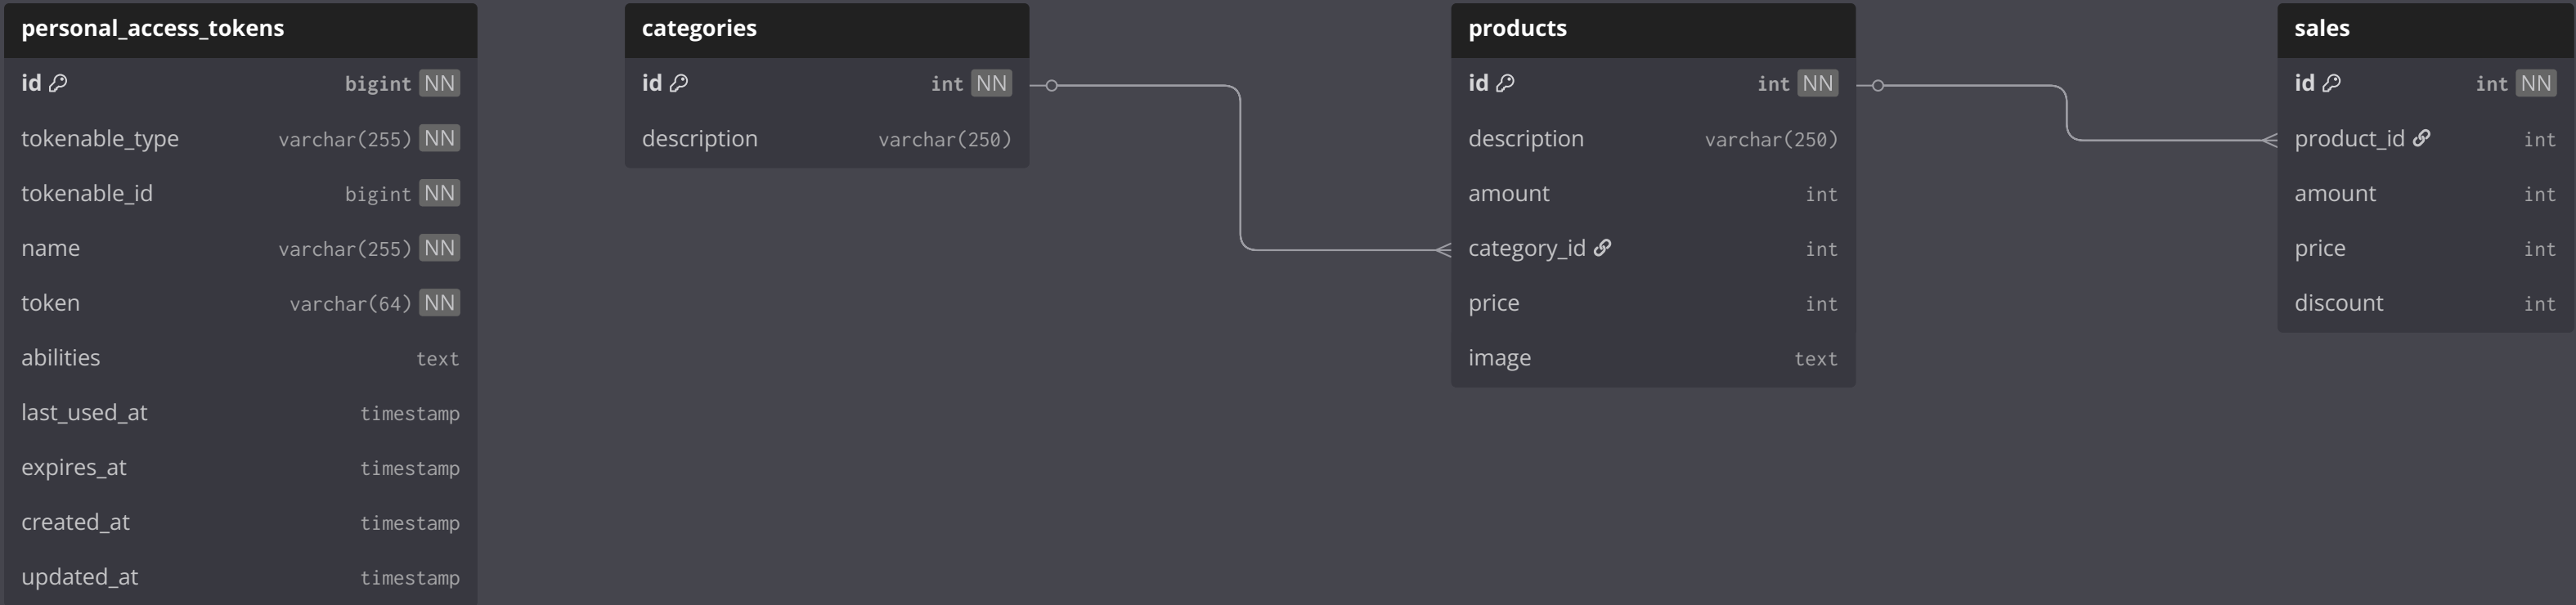 personal_access_tokens
id bigint NN
tokenable_type varchar(255) NN
tokenable_id bigint NN
name varchar(255) NN
token varchar(64) NN
abilities text
last_used_at timestamp
expires_at timestamp
created_at timestamp
updated_at timestamp
categories
id int NN
description varchar(250)
products
id int NN
description varchar(250)
amount int
category_id int
price int
image text
sales
id int NN
product_id int
amount int
price int
discount int